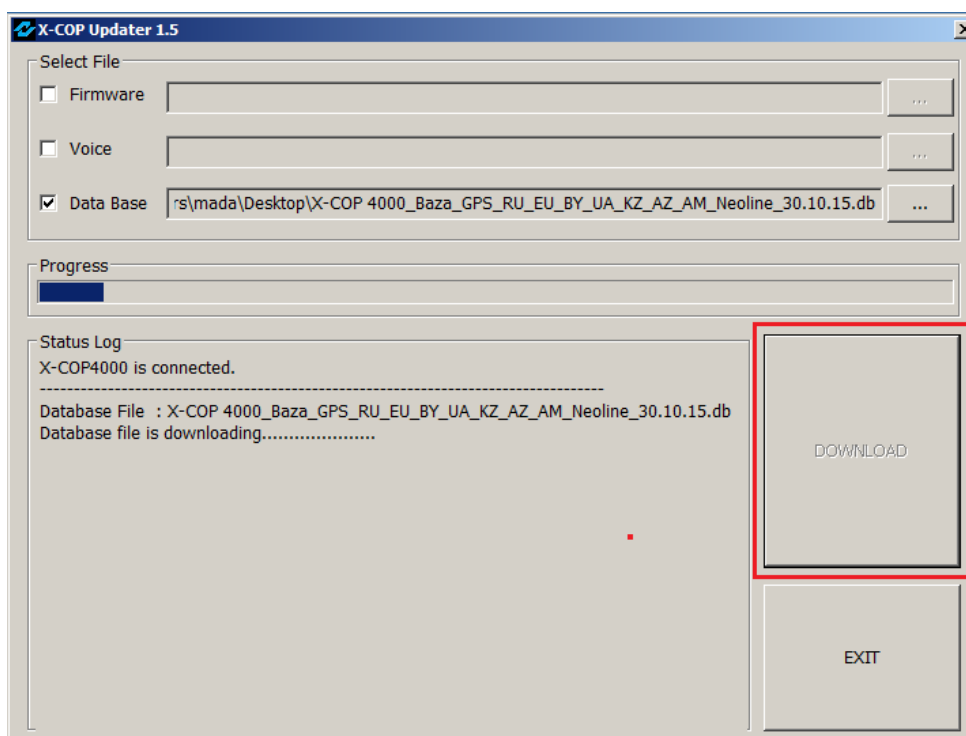 X-COP Updater 1.5
Select File
Firmware
...
Voice
...
Data Base
rs\mada\Desktop\X-COP 4000_Baza_GPS_RU_EU_BY_UA_KZ_AZ_AM_Neoline_30.10.15.db
...
Progress
Status Log
X-COP4000 is connected.
------------------------------------------------------------------------------------
Database File : X-COP 4000_Baza_GPS_RU_EU_BY_UA_KZ_AZ_AM_Neoline_30.10.15.db
Database file is downloading.....................
DOWNLOAD
EXIT